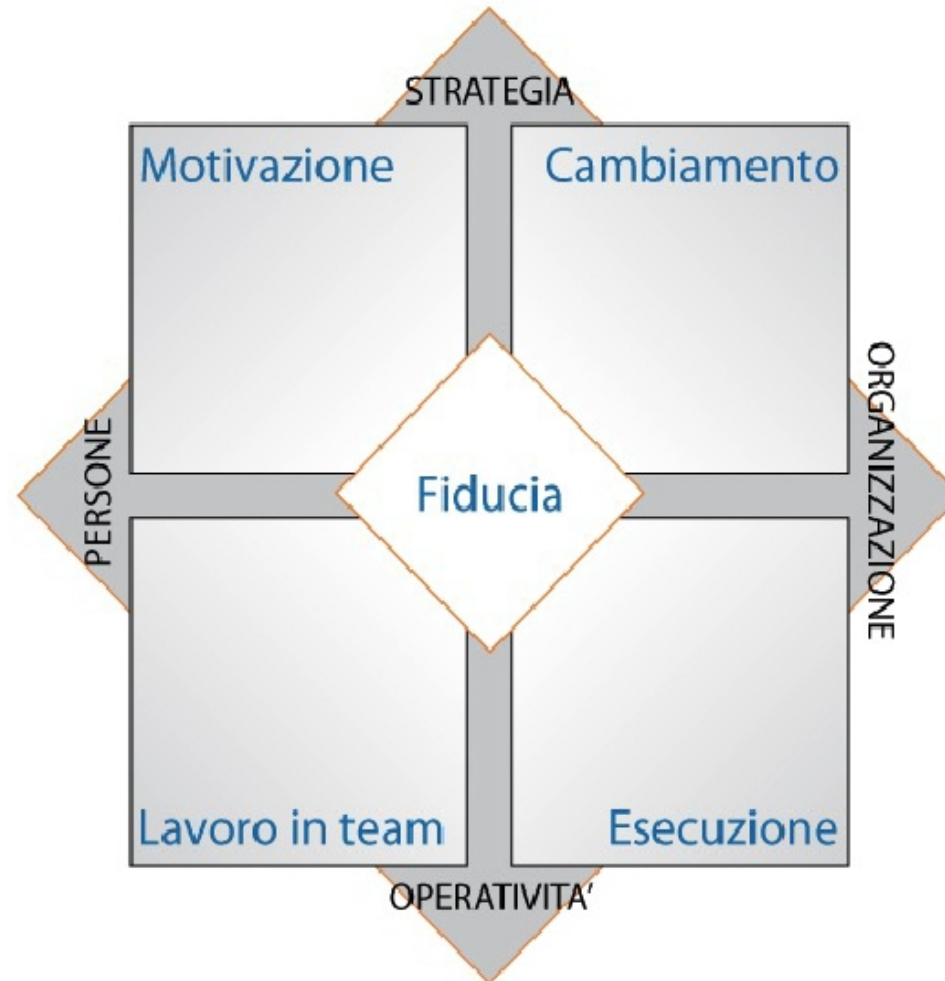 STRATEGIA
Motivazione
Cambiamento
PERSONE
Fiducia
ORGANIZZAZIONE
Lavoro in team
Esecuzione
OPERATIVITA'